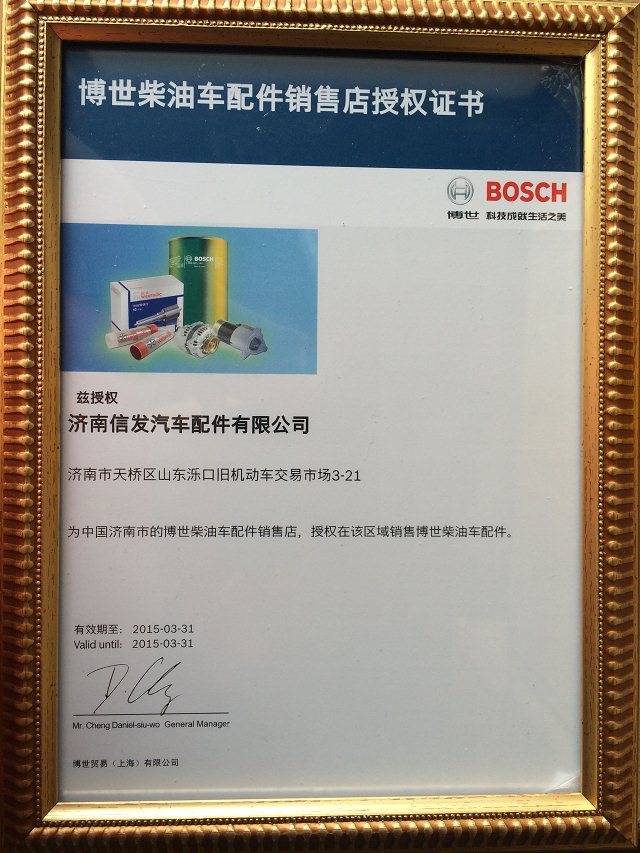 博世柴油车配件销售店授权证书
BOSCH
博世 科技成就生活之美
BOSCH
兹授权
济南信发汽车配件有限公司
济南市天桥区山东泺口旧机动车交易市场3-21
为中国济南市的博世柴油车配件销售店，授权在该区域销售博世柴油车配件。
有效期至： 2015-03-31
Valid until: 2015-03-31
Mr. Cheng Daniel-siu-wo General Manager
博世贸易（上海）有限公司